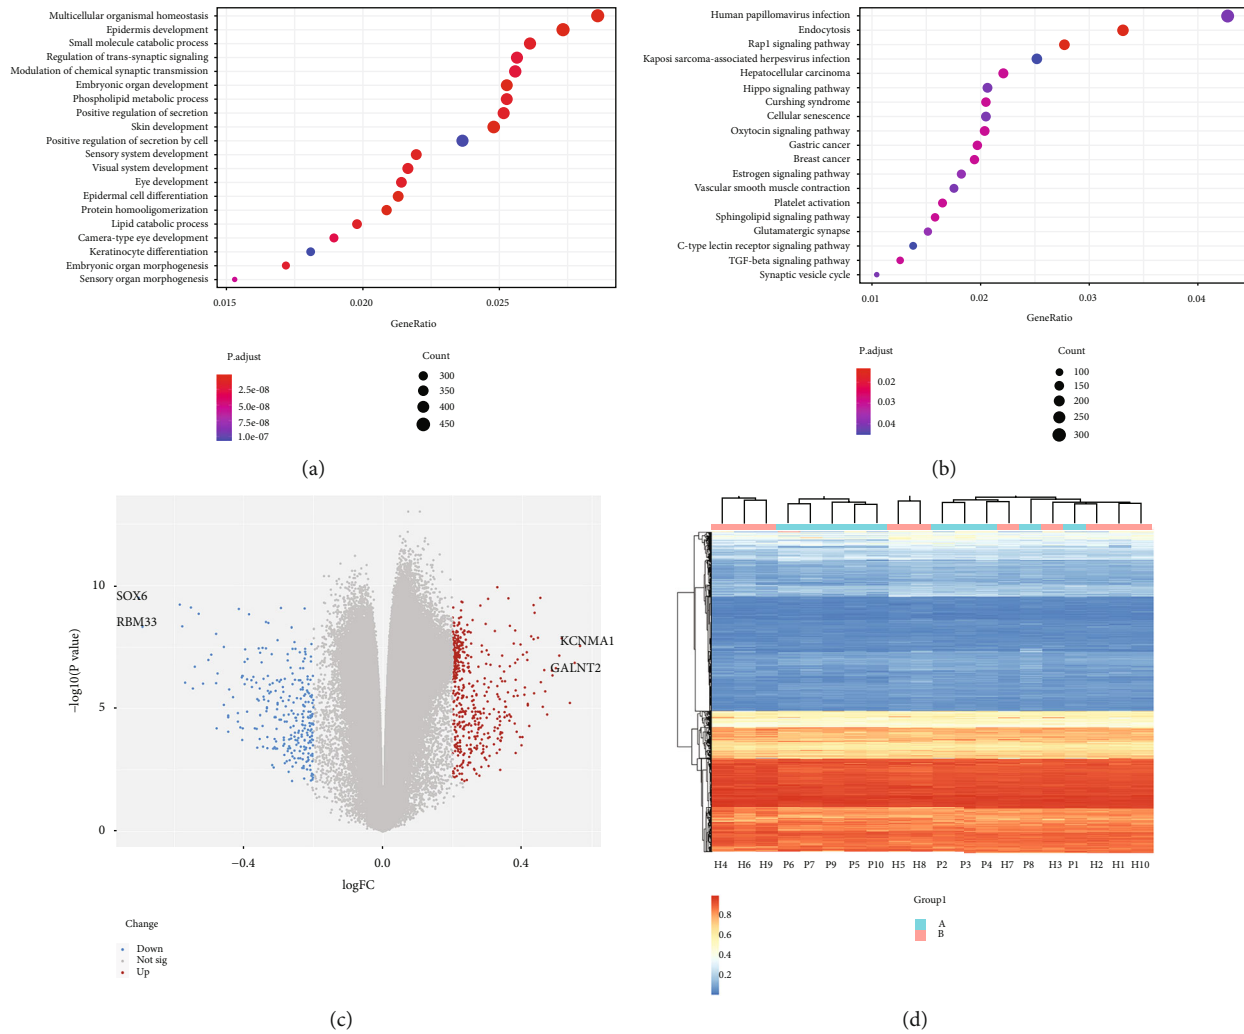 Multicellular organismal homeostasis
Epidermis development
Small molecule catabolic process
Regulation of trans-synaptic signaling
Modulation of chemical synaptic transmission
Embryonic organ development
Phospholipid metabolic process
Positive regulation of secretion
Skin development
Positive regulation of secretion by cell
Sensory system development
Visual system development
Eye development
Epidermal cell differentiation
Protein homooligomerization
Lipid catabolic process
Camera-type eye development
Keratinocyte differentiation
Embryonic organ morphogenesis
Sensory organ morphogenesis
0.015 0.020 0.025
GeneRatio
P.adjust
2.5e-08
5.0e-08
7.5e-08
1.0e-07
Count
300
350
400
450
(a)
Human papillomavirus infection
Endocytosis
Rap1 signaling pathway
Kaposi sarcoma-associated herpesvirus infection
Hepatocellular carcinoma
Hippo signaling pathway
Curshing syndrome
Cellular senescence
Oxytocin signaling pathway
Gastric cancer
Breast cancer
Estrogen signaling pathway
Vascular smooth muscle contraction
Platelet activation
Sphingolipid signaling pathway
Glutamatergic synapse
C-type lectin receptor signaling pathway
TGF-beta signaling pathway
Synaptic vesicle cycle
0.01 0.02 0.03 0.04
GeneRatio
P.adjust
0.02
0.03
0.04
Count
100
150
200
250
300
(b)
−log10(P value)
10
5
0
SOX6
RBM33
KCNMA1
GALNT2
−0.4 0.0 0.4
logFC
Change
Down
Not sig
Up
(c)
H4 H6 H9 P6 P7 P9 P5 P10 H5 H8 P2 P3 P4 H7 P8 H3 P1 H2 H1 H10
0.8
0.6
0.4
0.2
Group1
A
B
(d)